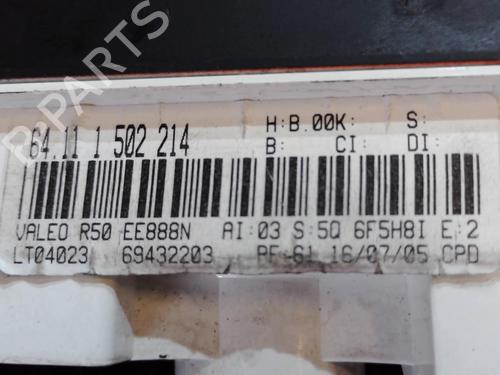 64.11 1 502 214
H:B.00K: S:
B: CI: DI:
VALEO R50 EE888N AI:03 S:5Q 6F5H8I E:2
LT04023 69432203 PF-61 16/07/05 CPD
B-PARTS